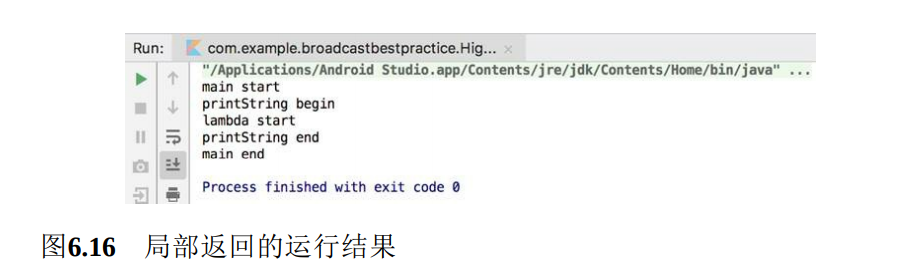 Run: com.example.broadcastbestpractice.Hig... ×
"/Applications/Android Studio.app/Contents/jre/jdk/Contents/Home/bin/java" ...
main start
printString begin
lambda start
printString end
main end
Process finished with exit code 0
图6.16 局部返回的运行结果